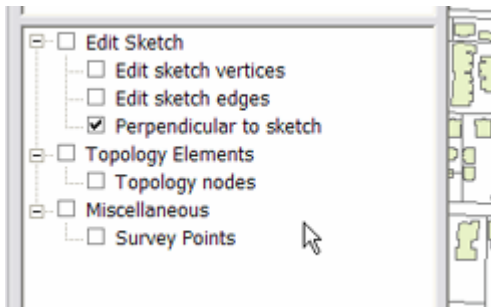 Edit Sketch
Edit sketch vertices
Edit sketch edges
Perpendicular to sketch
Topology Elements
Topology nodes
Miscellaneous
Survey Points